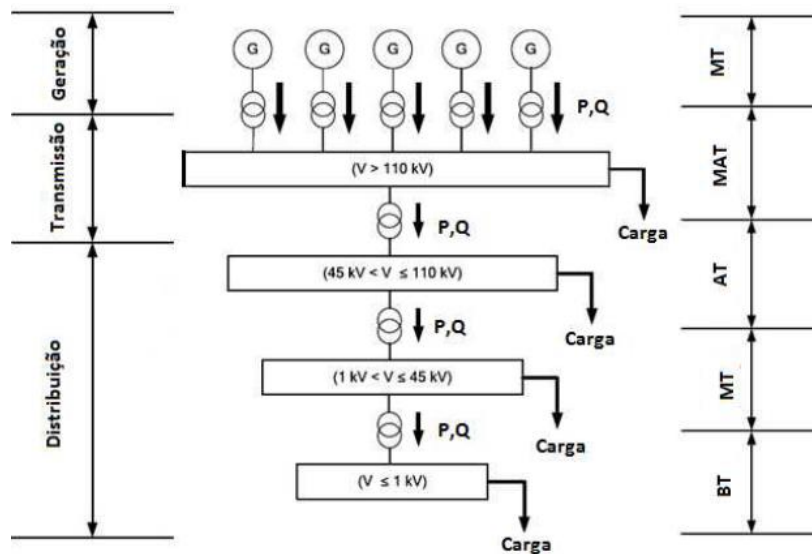 Geração
Transmissão
Distribuição
G
G
G
G
G
P,Q
(V > 110 kV)
Carga
P,Q
(45 kV < V ≤ 110 kV)
Carga
P,Q
(1 kV < V ≤ 45 kV)
Carga
P,Q
(V ≤ 1 kV)
Carga
MT
MAT
AT
MT
BT